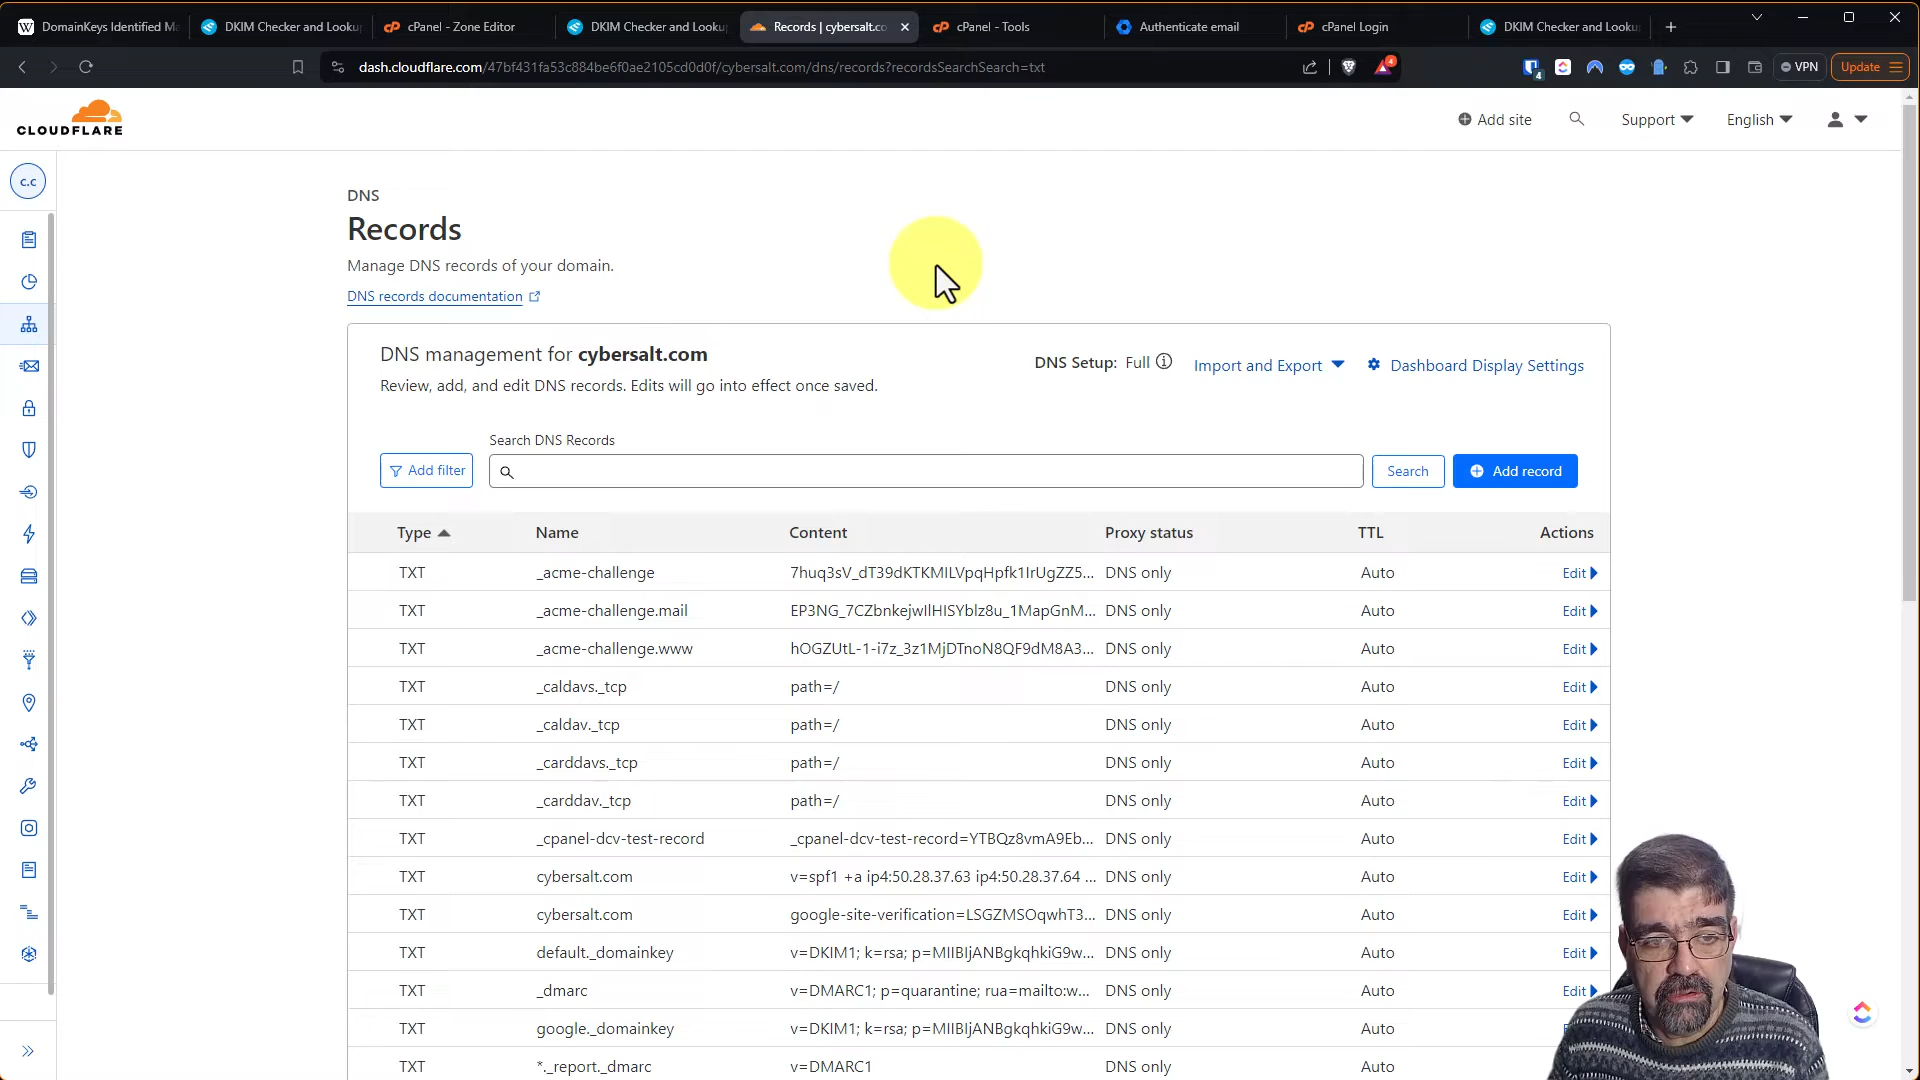 DomainKeys Identified Ma
DKIM Checker and Looku
cPanel - Zone Editor
DKIM Checker and Looku
Records | cybersalt.co
cPanel - Tools
Authenticate email
cPanel Login
DKIM Checker and Looku
dash.cloudflare.com/47bf431fa53c884be6f0ae2105cd0d0f/cybersalt.com/dns/records?recordsSearchSearch=txt
4
4
VPN
Update
CLOUDFLARE
Add site
Support
English
c.c
DNS
Records
Manage DNS records of your domain.
DNS records documentation
DNS management for cybersalt.com
Review, add, and edit DNS records. Edits will go into effect once saved.
DNS Setup: Full
Import and Export
Dashboard Display Settings
Search DNS Records
Add filter
Search
Add record
Type Name Content Proxy status TTL Actions
TXT _acme-challenge 7huq3sV_dT39dKTKMILVpqHpfk1IrUgZZ5... DNS only Auto Edit
TXT _acme-challenge.mail EP3NG_7CZbnkejwIlHISYblz8u_1MapGnM... DNS only Auto Edit
TXT _acme-challenge.www hOGZUtL-1-i7z_3z1MjDTnoN8QF9dM8A3... DNS only Auto Edit
TXT _caldavs._tcp path=/ DNS only Auto Edit
TXT _caldav._tcp path=/ DNS only Auto Edit
TXT _carddavs._tcp path=/ DNS only Auto Edit
TXT _carddav._tcp path=/ DNS only Auto Edit
TXT _cpanel-dcv-test-record _cpanel-dcv-test-record=YTBQz8vmA9Eb... DNS only Auto Edit
TXT cybersalt.com v=spf1 +a ip4:50.28.37.63 ip4:50.28.37.64 ... DNS only Auto Edit
TXT cybersalt.com google-site-verification=LSGZMSOqwhT3... DNS only Auto Edit
TXT default._domainkey v=DKIM1; k=rsa; p=MIIBIjANBgkqhkiG9w... DNS only Auto Edit
TXT _dmarc v=DMARC1; p=quarantine; rua=mailto:w... DNS only Auto Edit
TXT google._domainkey v=DKIM1; k=rsa; p=MIIBIjANBgkqhkiG9w... DNS only Auto
TXT *._report._dmarc v=DMARC1 DNS only Auto